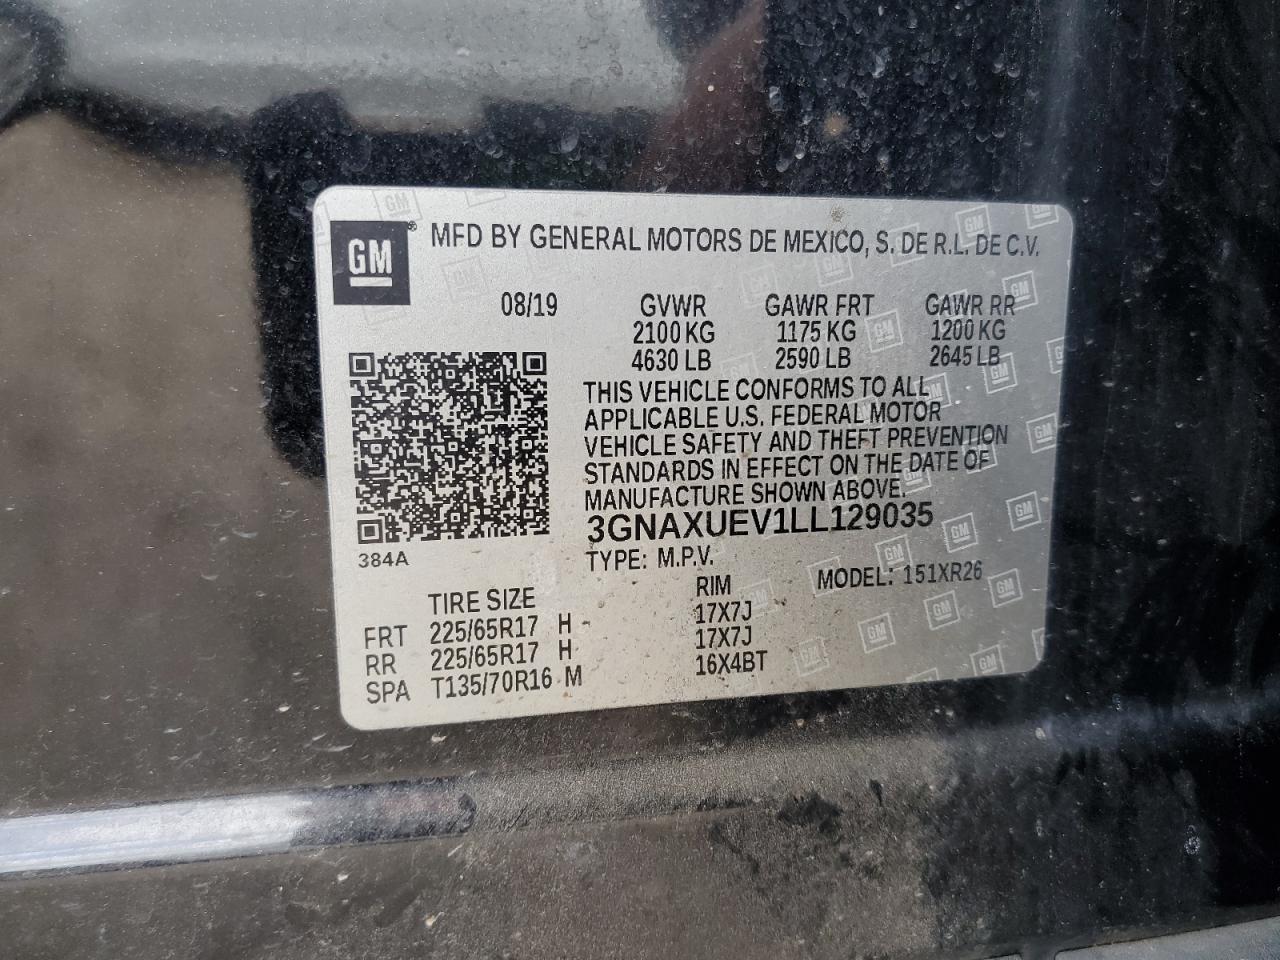 GM
MFD BY GENERAL MOTORS DE MEXICO, S. DE R.L. DE C.V.
08/19 GVWR GAWR FRT GAWR RR
2100 KG 1175 KG 1200 KG
4630 LB 2590 LB 2645 LB
THIS VEHICLE CONFORMS TO ALL
APPLICABLE U.S. FEDERAL MOTOR
VEHICLE SAFETY AND THEFT PREVENTION
STANDARDS IN EFFECT ON THE DATE OF
MANUFACTURE SHOWN ABOVE.
3GNAXUEV1LL129035
384A
TYPE: M.P.V. MODEL: 151XR26
TIRE SIZE RIM
FRT 225/65R17 H 17X7J
RR 225/65R17 H 17X7J
SPA T135/70R16 M 16X4BT